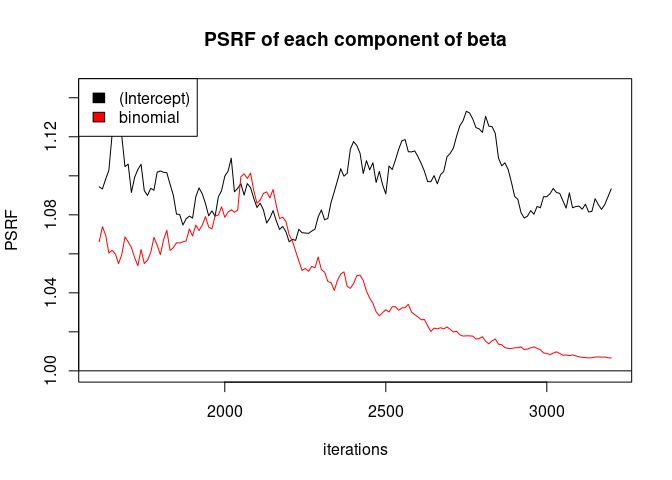 PSRF of each component of beta
(Intercept)
binomial
PSRF
1.12
1.08
1.04
1.00
2000
2500
3000
iterations